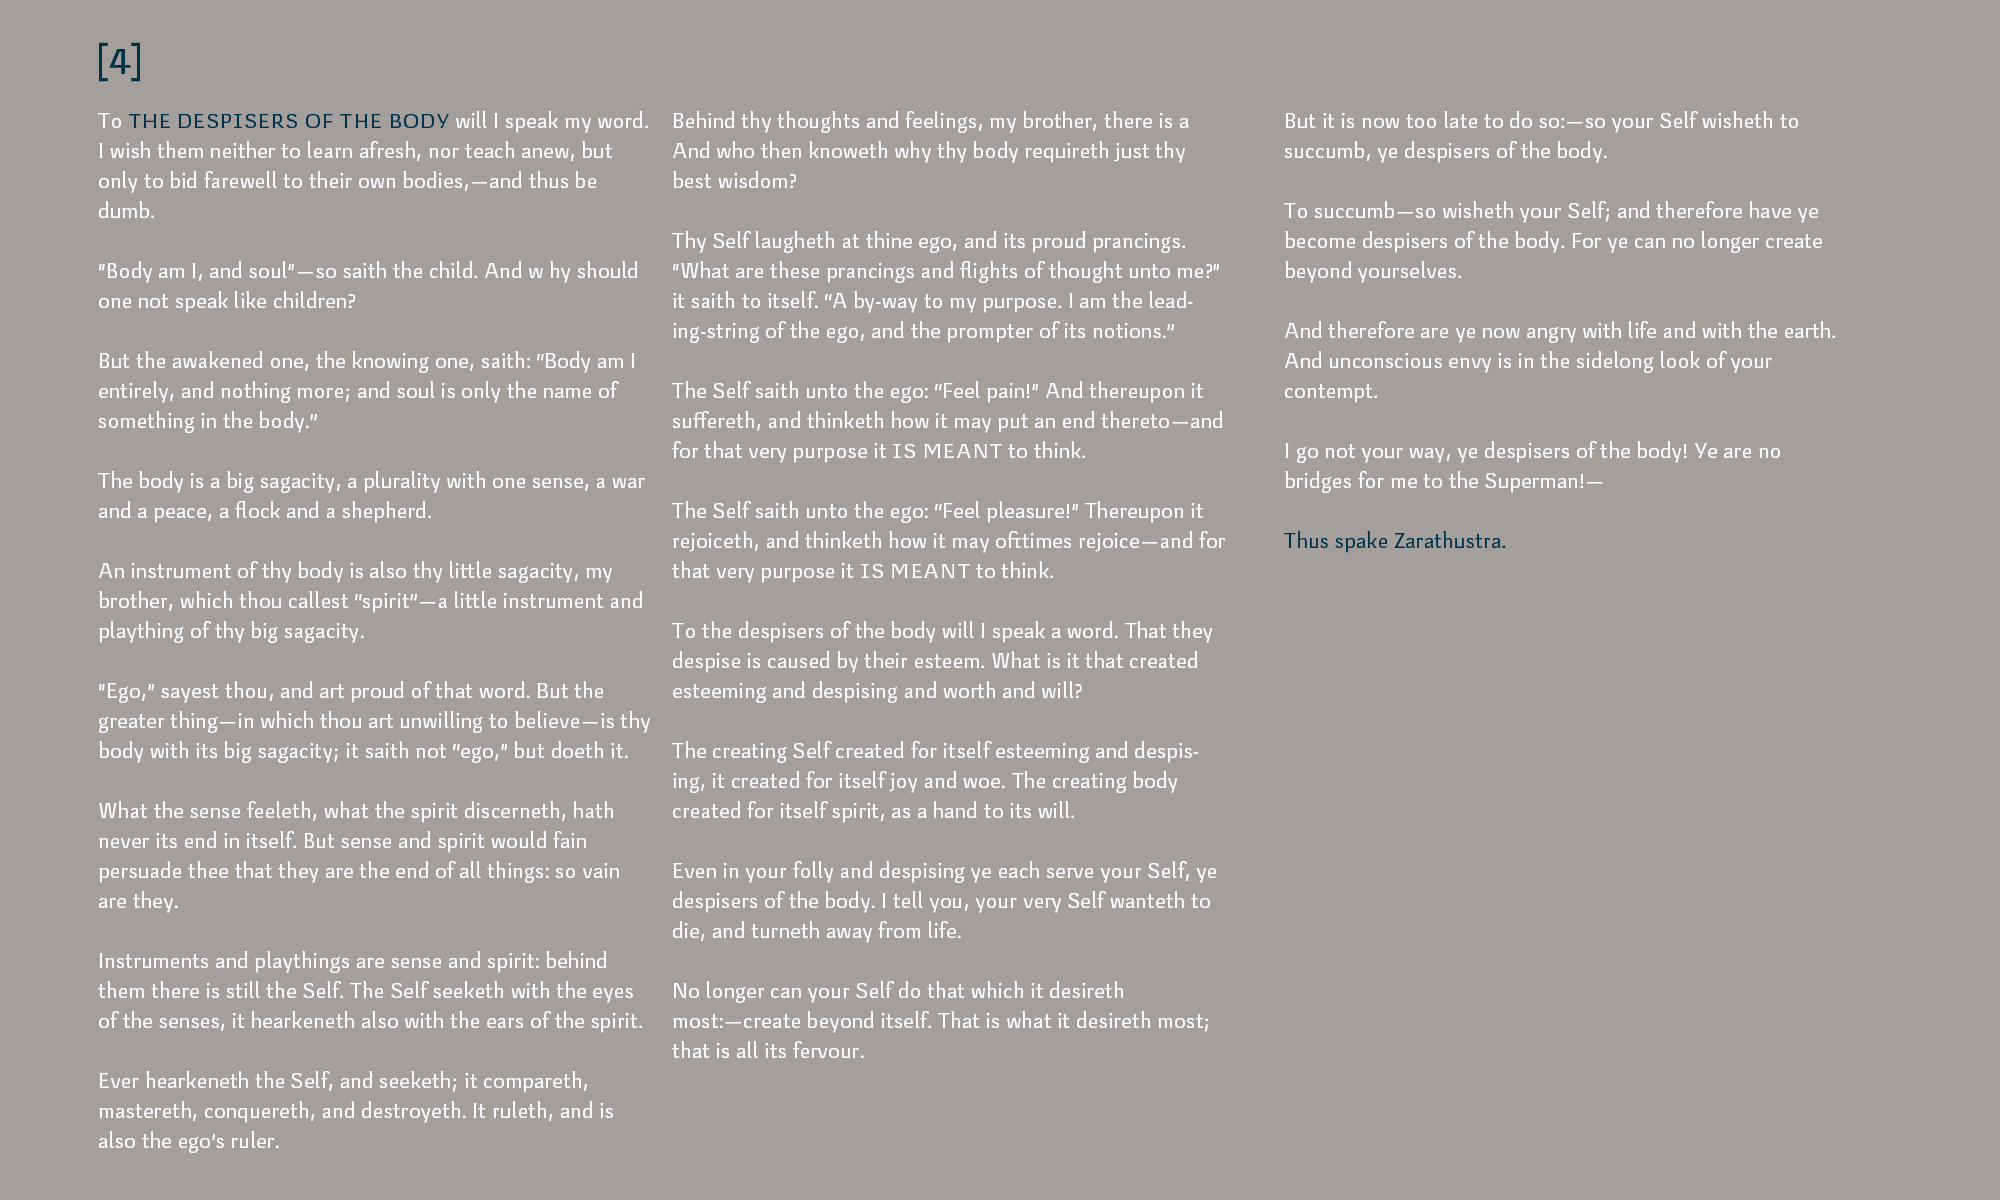 [4]
To THE DESPISERS OF THE BODY will I speak my word.
I wish them neither to learn afresh, nor teach anew, but
only to bid farewell to their own bodies,—and thus be
dumb.
"Body am I, and soul"—so saith the child. And w hy should
one not speak like children?
But the awakened one, the knowing one, saith: "Body am I
entirely, and nothing more; and soul is only the name of
something in the body."
The body is a big sagacity, a plurality with one sense, a war
and a peace, a flock and a shepherd.
An instrument of thy body is also thy little sagacity, my
brother, which thou callest "spirit"—a little instrument and
plaything of thy big sagacity.
"Ego," sayest thou, and art proud of that word. But the
greater thing—in which thou art unwilling to believe—is thy
body with its big sagacity; it saith not "ego," but doeth it.
What the sense feeleth, what the spirit discerneth, hath
never its end in itself. But sense and spirit would fain
persuade thee that they are the end of all things: so vain
are they.
Instruments and playthings are sense and spirit: behind
them there is still the Self. The Self seeketh with the eyes
of the senses, it hearkeneth also with the ears of the spirit.
Ever hearkeneth the Self, and seeketh; it compareth,
mastereth, conquereth, and destroyeth. It ruleth, and is
also the ego's ruler.
Behind thy thoughts and feelings, my brother, there is a
And who then knoweth why thy body requireth just thy
best wisdom?
Thy Self laugheth at thine ego, and its proud prancings.
"What are these prancings and flights of thought unto me?"
it saith to itself. "A by-way to my purpose. I am the lead-
ing-string of the ego, and the prompter of its notions."
The Self saith unto the ego: "Feel pain!" And thereupon it
suffereth, and thinketh how it may put an end thereto—and
for that very purpose it IS MEANT to think.
The Self saith unto the ego: "Feel pleasure!" Thereupon it
rejoiceth, and thinketh how it may ofttimes rejoice—and for
that very purpose it IS MEANT to think.
To the despisers of the body will I speak a word. That they
despise is caused by their esteem. What is it that created
esteeming and despising and worth and will?
The creating Self created for itself esteeming and despis-
ing, it created for itself joy and woe. The creating body
created for itself spirit, as a hand to its will.
Even in your folly and despising ye each serve your Self, ye
despisers of the body. I tell you, your very Self wanteth to
die, and turneth away from life.
No longer can your Self do that which it desireth
most:—create beyond itself. That is what it desireth most;
that is all its fervour.
But it is now too late to do so:—so your Self wisheth to
succumb, ye despisers of the body.
To succumb—so wisheth your Self; and therefore have ye
become despisers of the body. For ye can no longer create
beyond yourselves.
And therefore are ye now angry with life and with the earth.
And unconscious envy is in the sidelong look of your
contempt.
I go not your way, ye despisers of the body! Ye are no
bridges for me to the Superman!—
Thus spake Zarathustra.